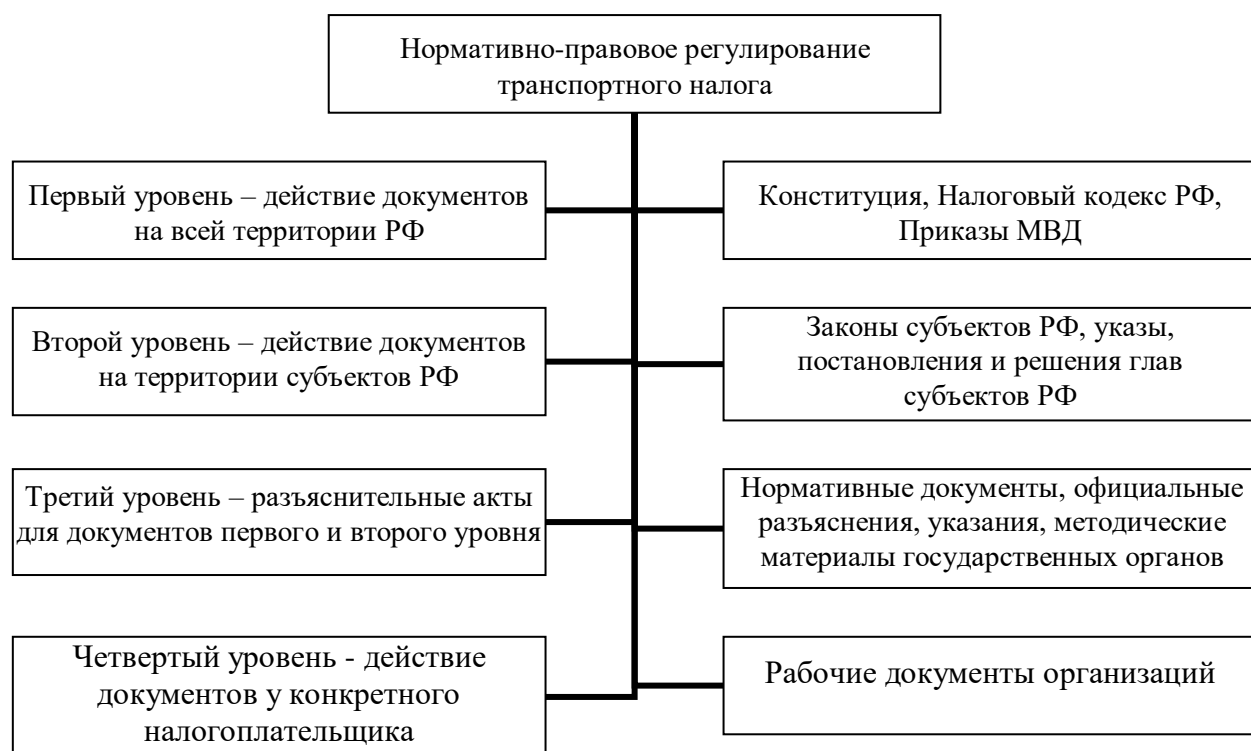 Нормативно-правовое регулирование
транспортного налога
Первый уровень – действие документов
на всей территории РФ
Конституция, Налоговый кодекс РФ,
Приказы МВД
Второй уровень – действие документов
на территории субъектов РФ
Законы субъектов РФ, указы,
постановления и решения глав
субъектов РФ
Третий уровень – разъяснительные акты
для документов первого и второго уровня
Нормативные документы, официальные
разъяснения, указания, методические
материалы государственных органов
Четвертый уровень - действие
документов у конкретного
налогоплательщика
Рабочие документы организаций